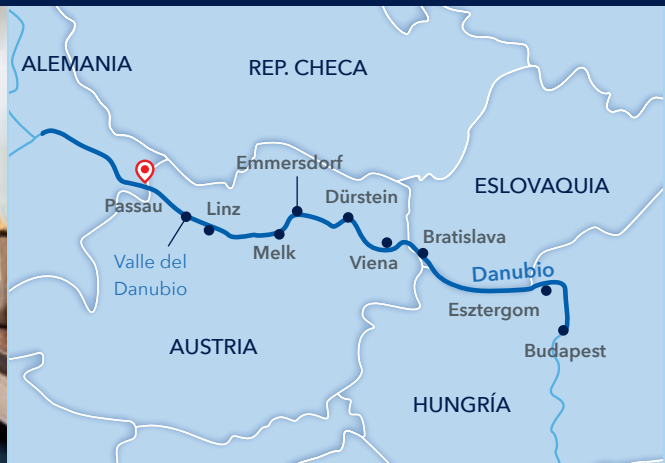 ALEMANIA
REP. CHECA
Emmersdorf
ESLOVAQUIA
Passau
Linz
Dürstein
Melk
Viena
Bratislava
Valle del
Danubio
Danubio
Esztergom
AUSTRIA
Budapest
HUNGRÍA